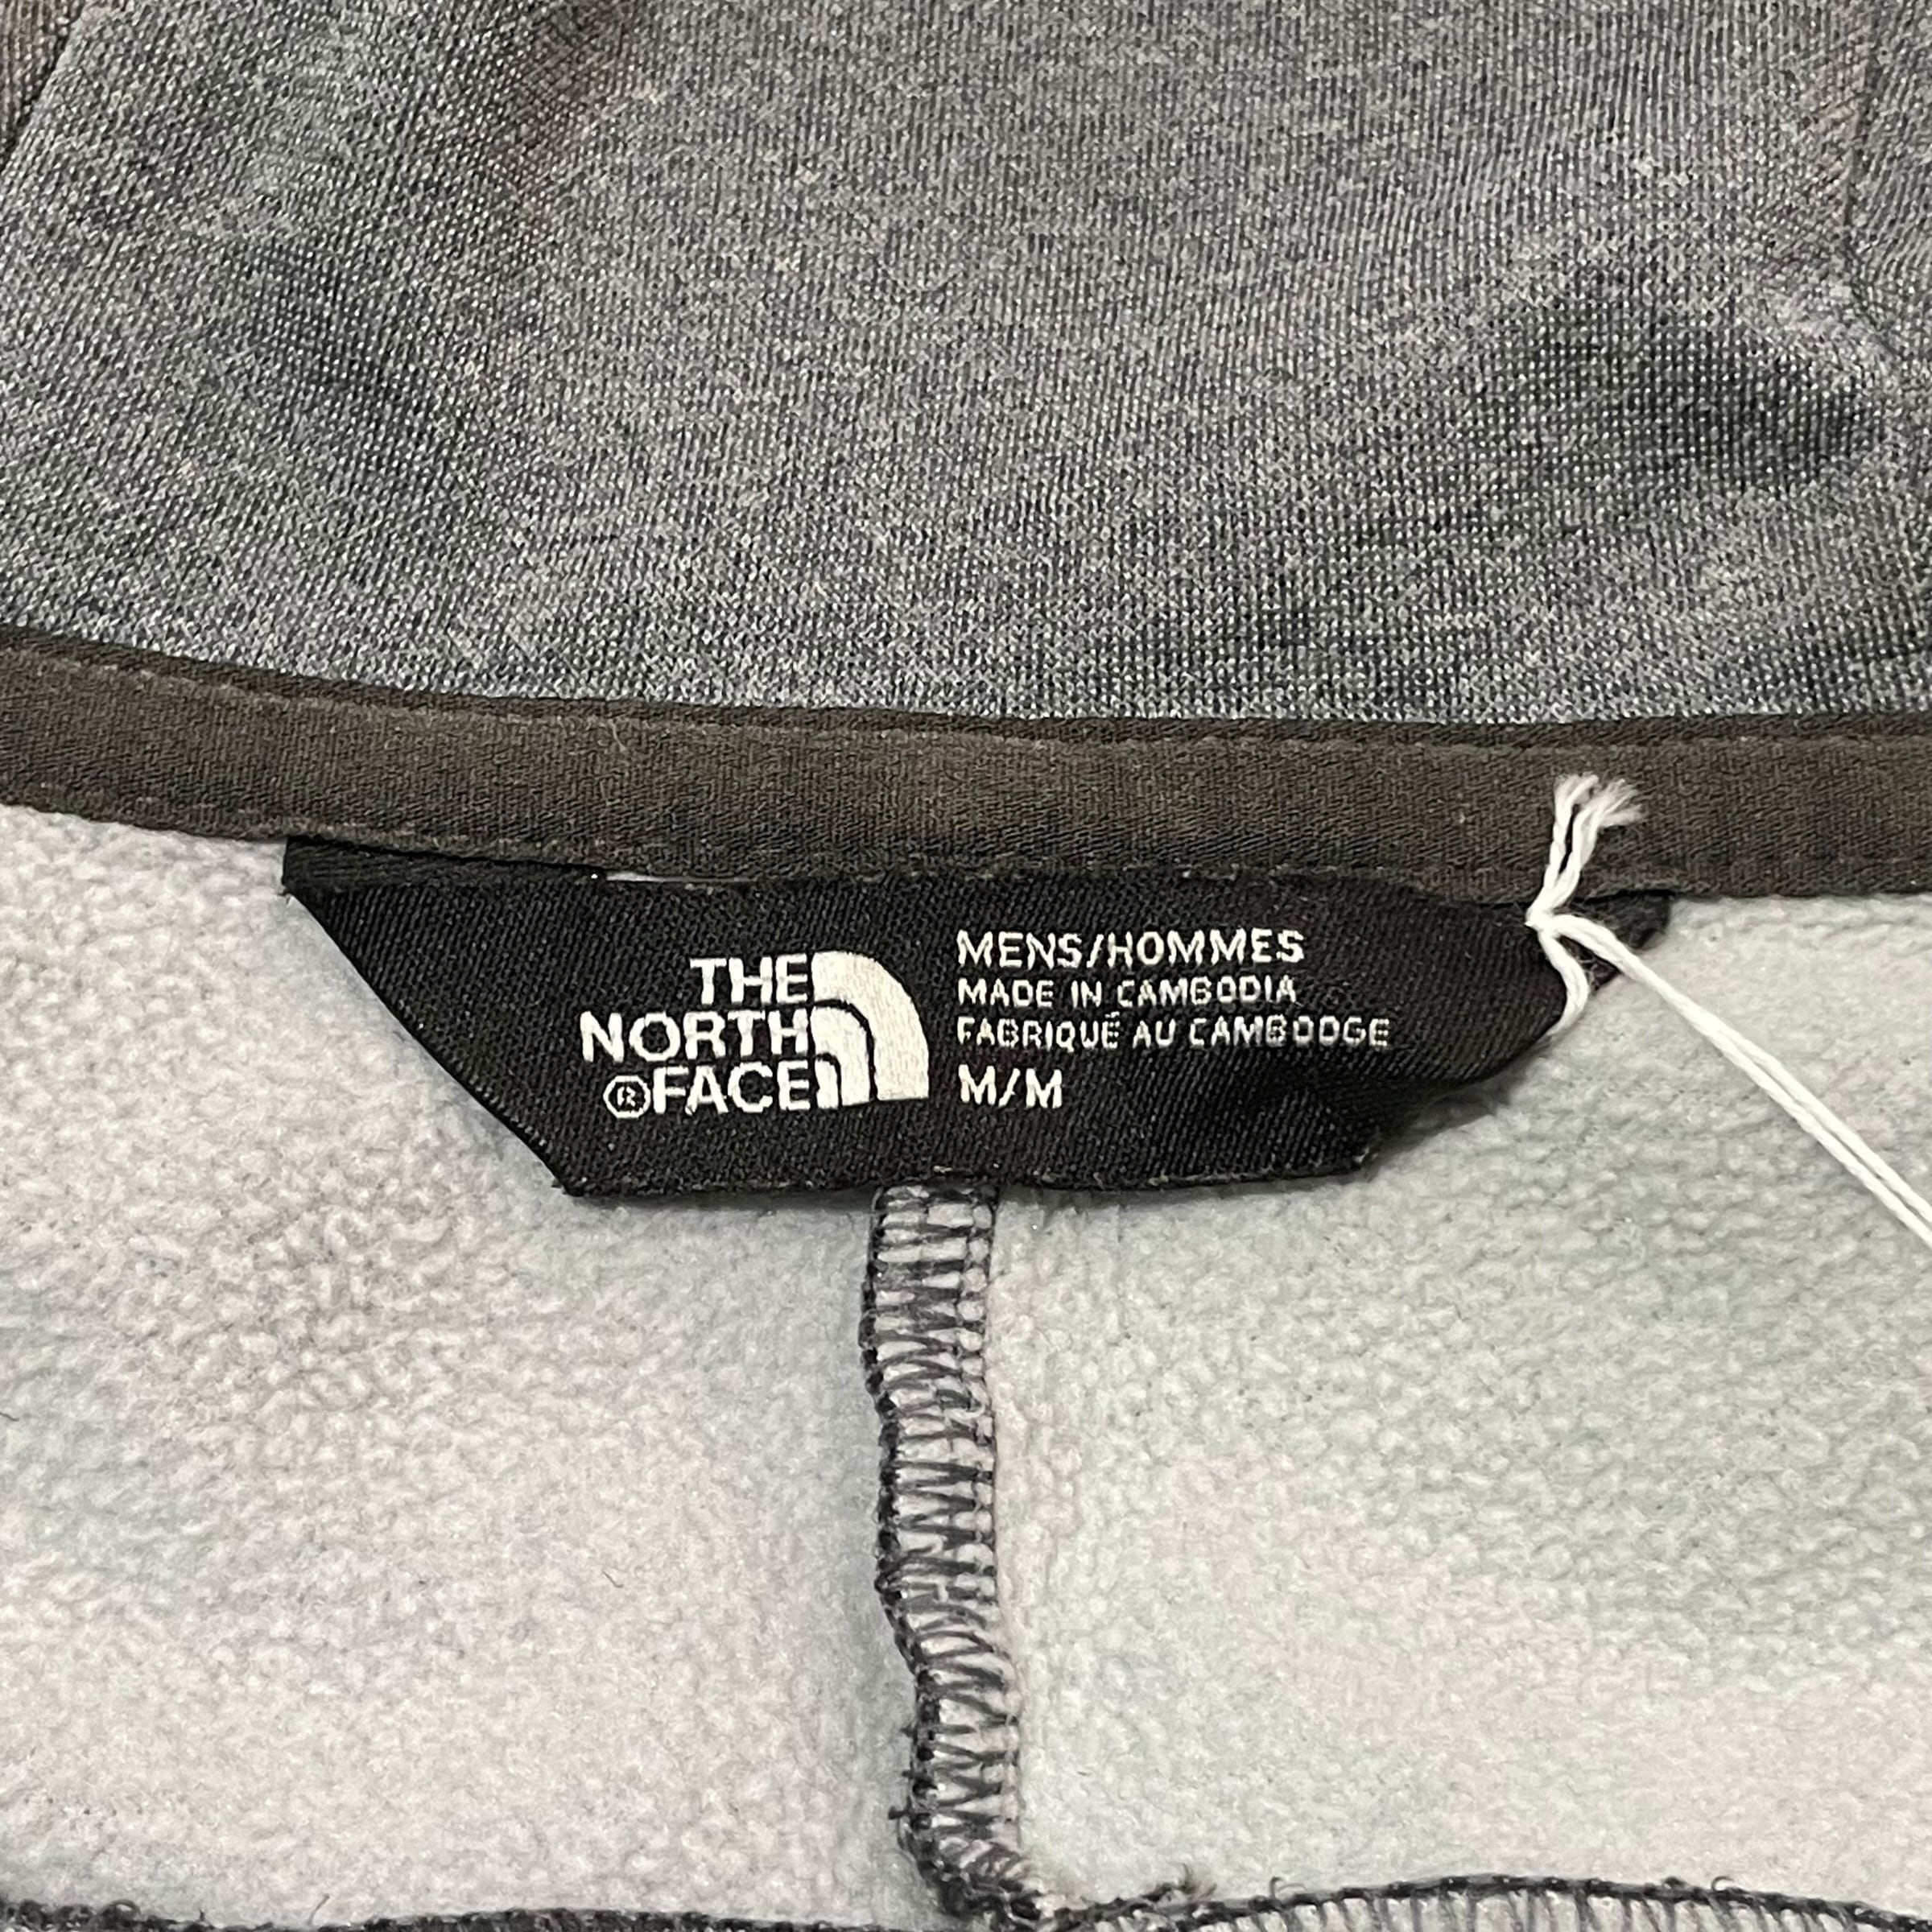 THE
NORTH
®FACE
MENS/HOMMES
MADE IN CAMBODIA
FABRIQUÉ AU CAMBODGE
M/M